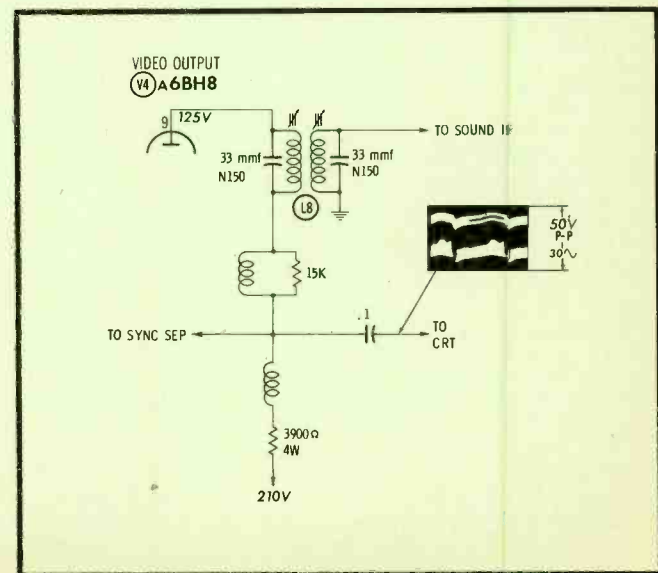 VIDEO OUTPUT
V4 A 6BH8
9 125V
33 mmf
N150
33 mmf
N150
TO SOUND IF
L8
50V
P-P
30∿
15K
.1
TO SYNC SEP
TO
CRT
3900Ω
4W
210V